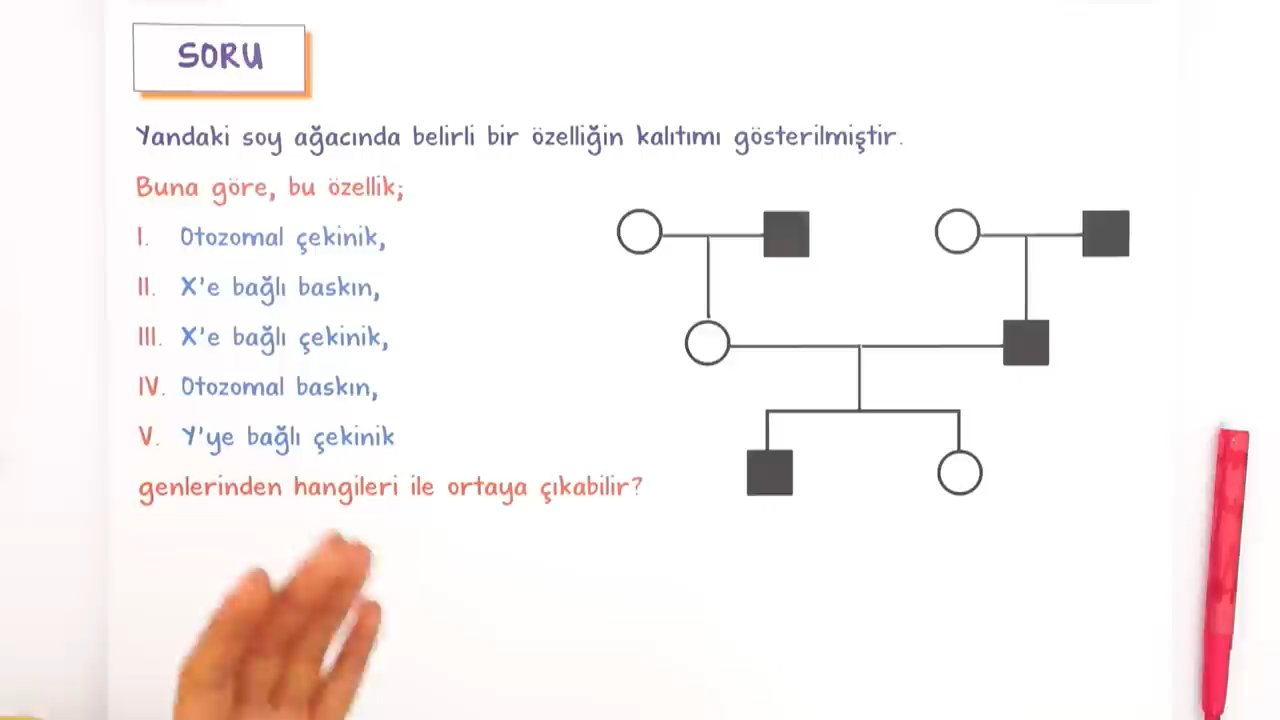 SORU
Yandaki soy ağacında belirli bir özelliğin kalıtımı gösterilmiştir.
Buna göre, bu özellik;
I. Otozomal çekinik,
II. X'e bağlı baskın,
III. X'e bağlı çekinik,
IV. Otozomal baskın,
V. Y'ye bağlı çekinik
genlerinden hangileri ile ortaya çıkabilir?